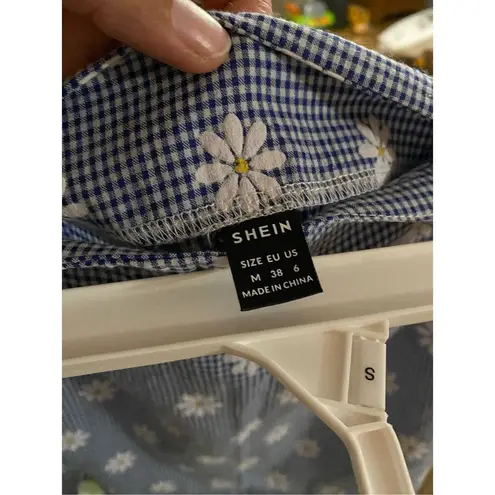 SHEIN
SIZE EU US
M 38 6
MADE IN CHINA
S